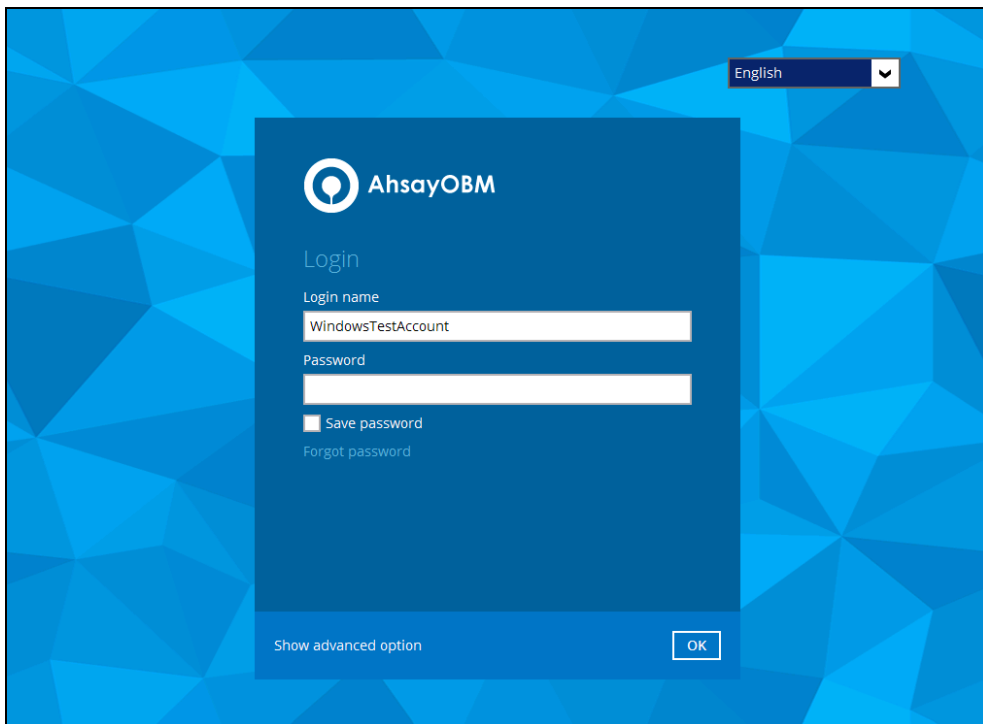 English
AhsayOBM
Login
Login name
WindowsTestAccount
Password
Save password
Forgot password
Show advanced option
OK